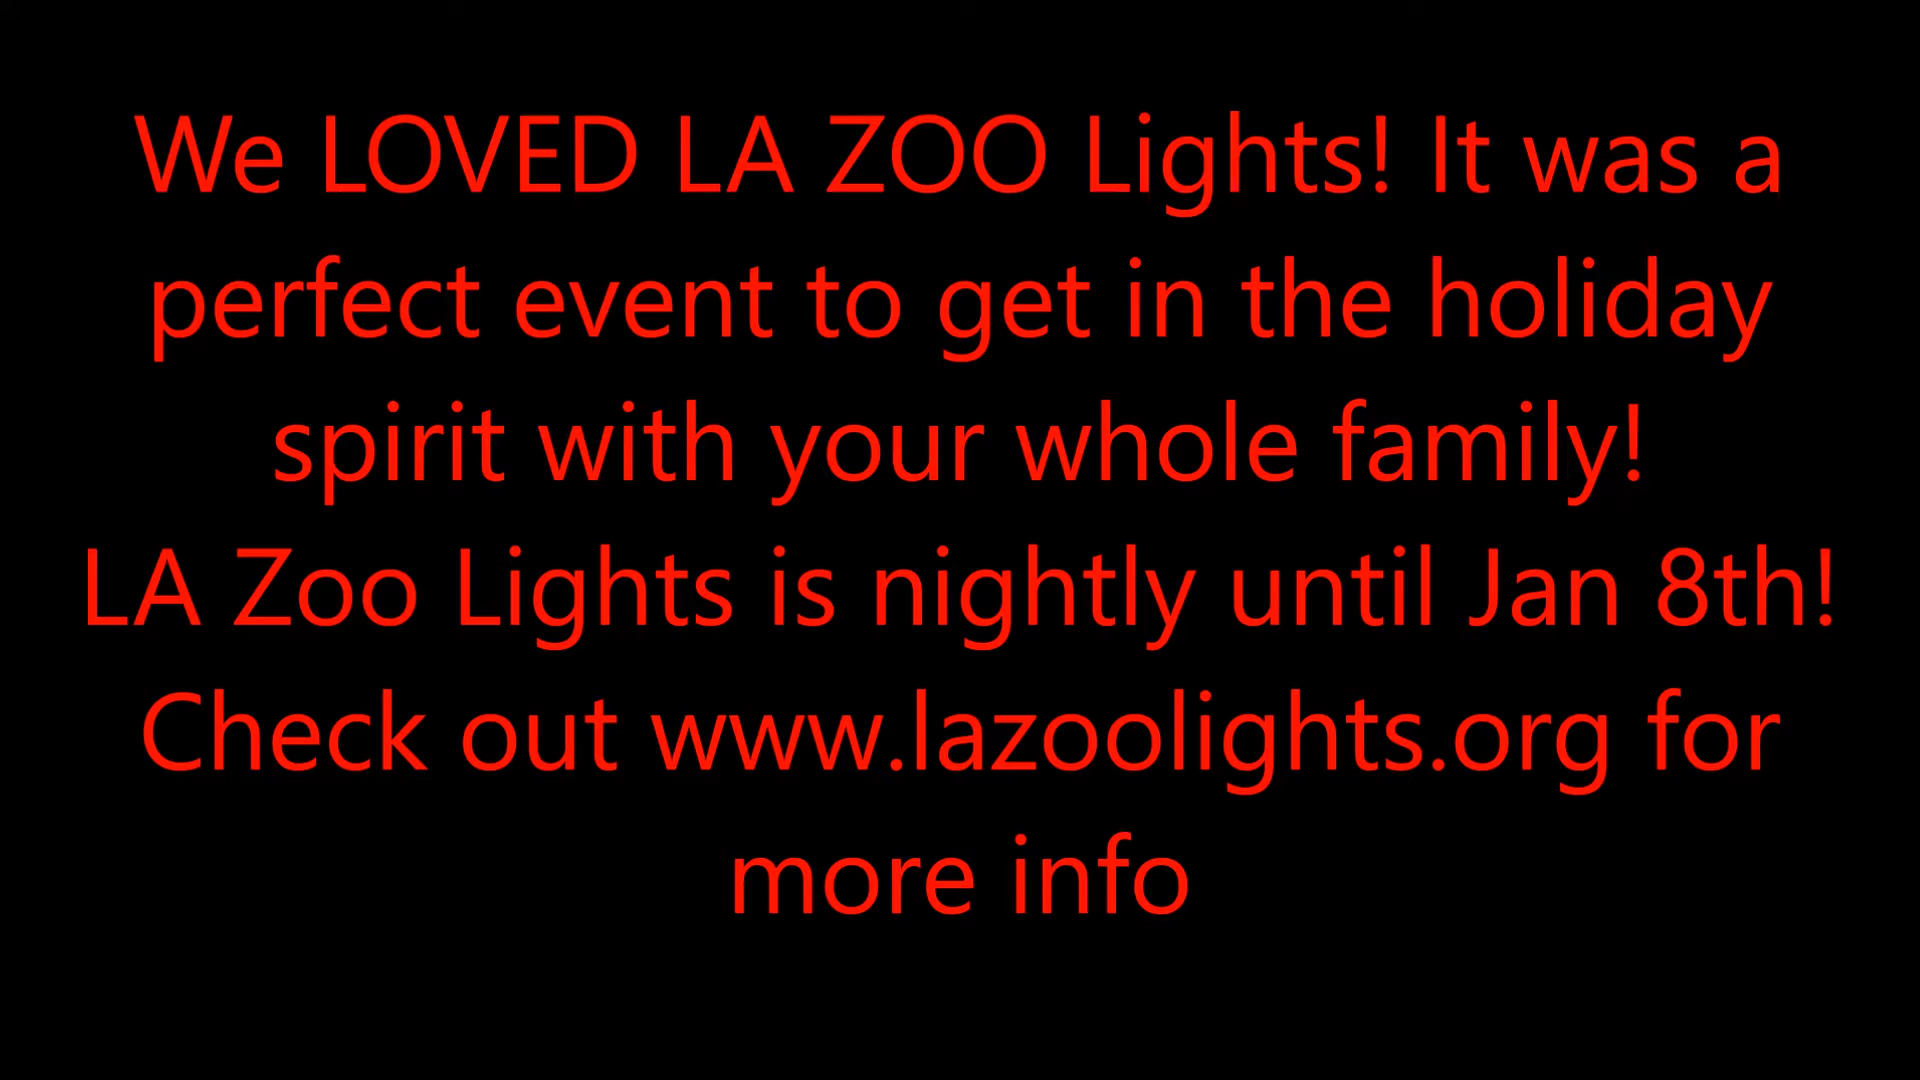 We LOVED LA ZOO Lights! It was a
perfect event to get in the holiday
spirit with your whole family!
LA Zoo Lights is nightly until Jan 8th!
Check out www.lazoolights.org for
more info